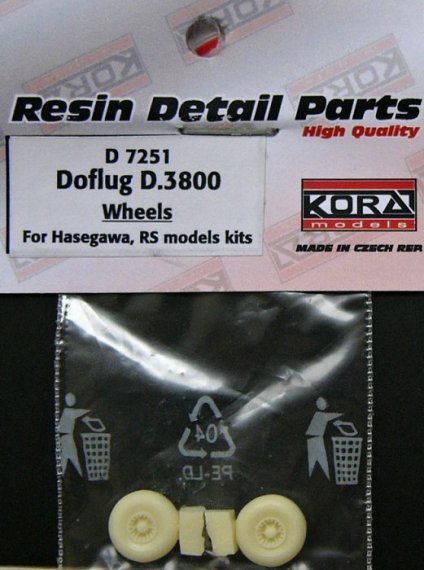 Resin Detail Parts
High Quality
D 7251
Doflug D.3800
Wheels
For Hasegawa, RS models kits
KORA
models
MADE IN CZECH REP
04
PE-LD